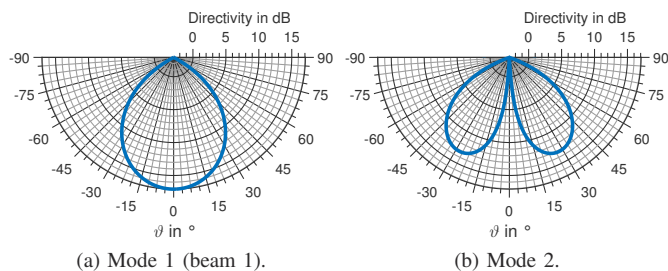 Directivity in dB
0 5 10 15
-90 90
-75 75
-60 60
-45 45
-30 30
-15 0 15
ϑ in °
(a) Mode 1 (beam 1).
Directivity in dB
0 5 10 15
-90 90
-75 75
-60 60
-45 45
-30 30
-15 0 15
ϑ in °
(b) Mode 2.